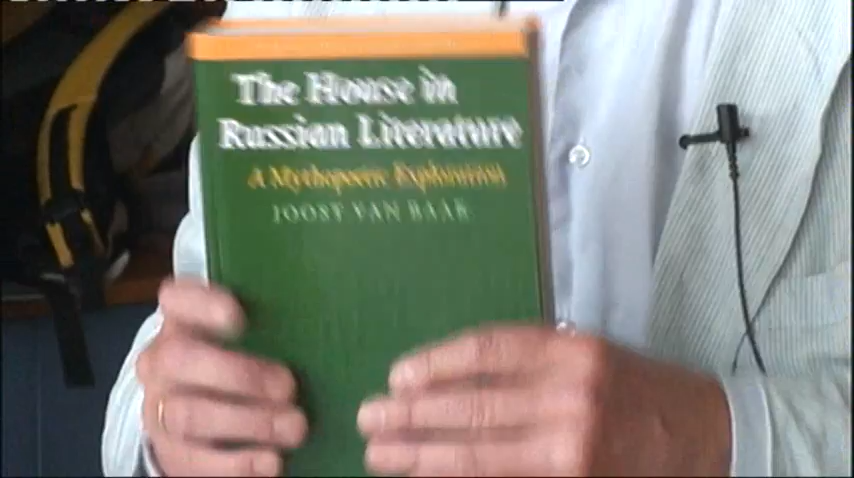 The House in
Russian Literature
A Mythopoetic Exploration
JOOST VAN BAAK